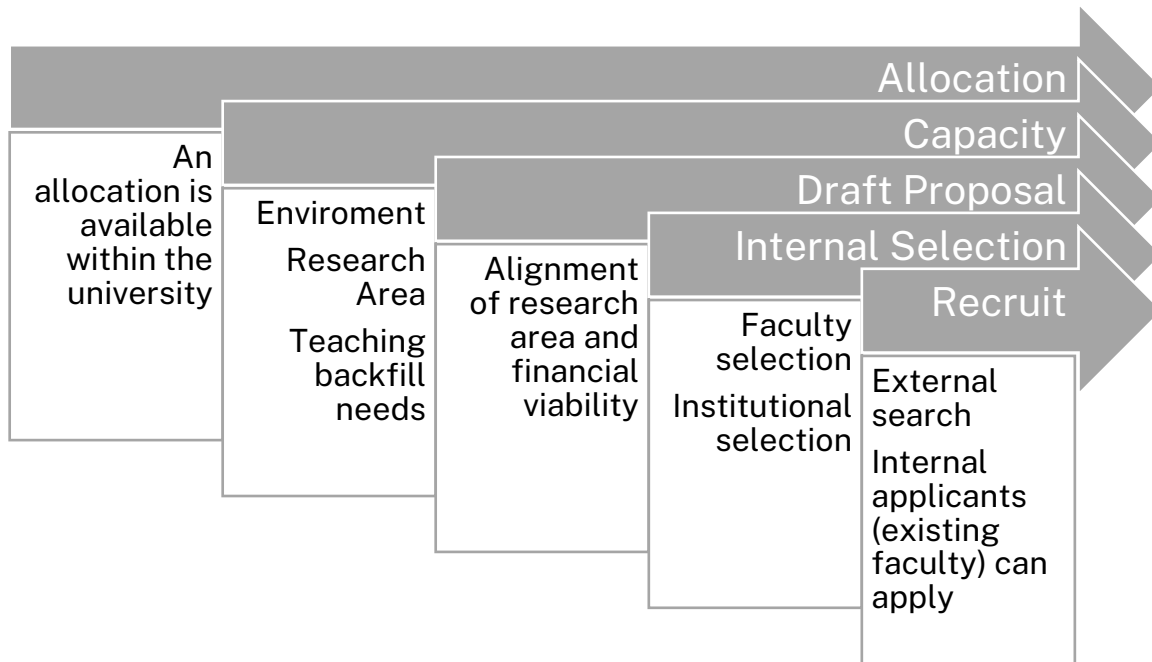 Allocation
An
allocation is
available
within the
university
Capacity
Enviroment
Research
Area
Teaching
backfill
needs
Draft Proposal
Alignment
of research
area and
financial
viability
Internal Selection
Faculty
selection
Institutional
selection
Recruit
External
search
Internal
applicants
(existing
faculty) can
apply